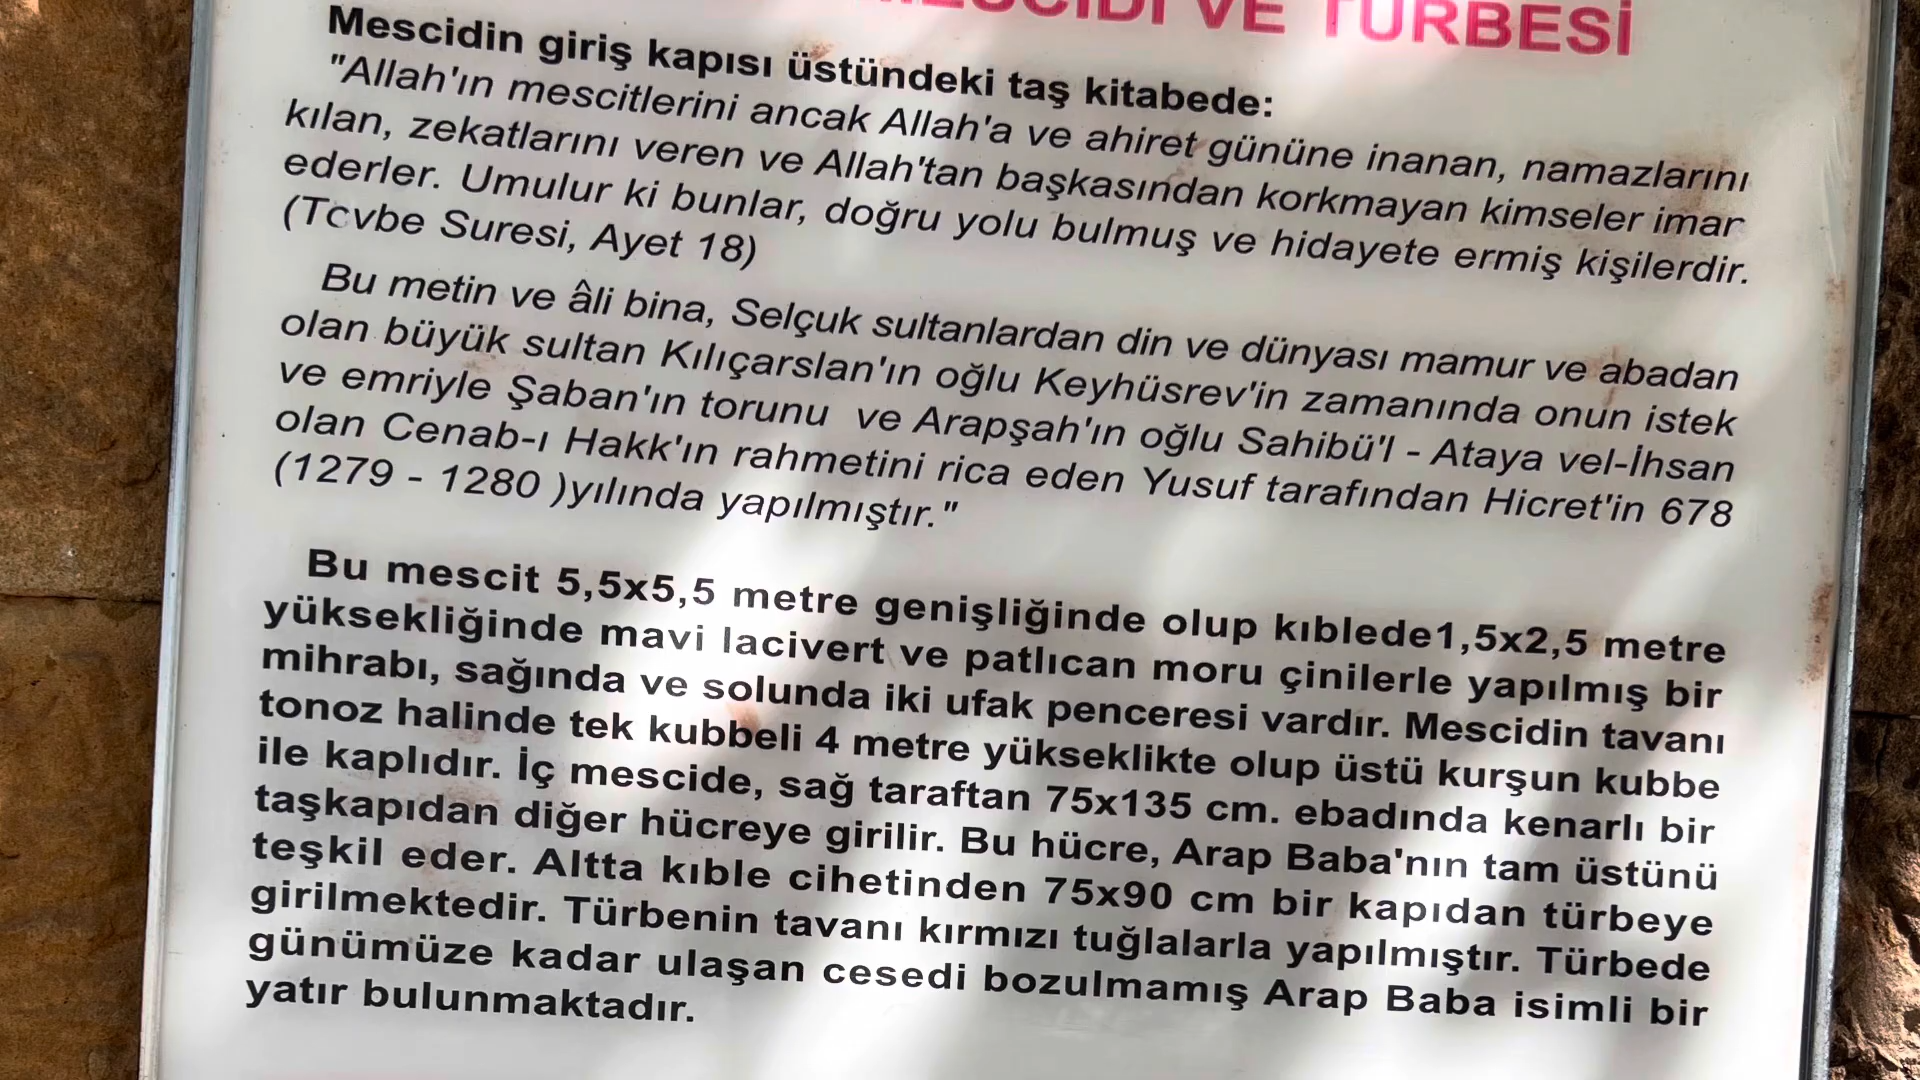 MESCİDİ VE TÜRBESİ
Mescidin giriş kapısı üstündeki taş kitabede:
"Allah'ın mescitlerini ancak Allah'a ve ahiret gününe inanan, namazlarını
kılan, zekatlarını veren ve Allah'tan başkasından korkmayan kimseler imar
ederler. Umulur ki bunlar, doğru yolu bulmuş ve hidayete ermiş kişilerdir.
(Tevbe Suresi, Ayet 18)
Bu metin ve âli bina, Selçuk sultanlardan din ve dünyası mamur ve abadan
olan büyük sultan Kılıçarslan'ın oğlu Keyhüsrev'in zamanında onun istek
ve emriyle Şaban'ın torunu ve Arapşah'ın oğlu Sahibü'l - Ataya vel-İhsan
olan Cenab-ı Hakk'ın rahmetini rica eden Yusuf tarafından Hicret'in 678
(1279 - 1280 )yılında yapılmıştır."
Bu mescit 5,5x5,5 metre genişliğinde olup kıblede1,5x2,5 metre
yüksekliğinde mavi lacivert ve patlıcan moru çinilerle yapılmış bir
mihrabı, sağında ve solunda iki ufak penceresi vardır. Mescidin tavanı
tonoz halinde tek kubbeli 4 metre yükseklikte olup üstü kurşun kubbe
ile kaplıdır. İç mescide, sağ taraftan 75x135 cm. ebadında kenarlı bir
taşkapıdan diğer hücreye girilir. Bu hücre, Arap Baba'nın tam üstünü
teşkil eder. Altta kıble cihetinden 75x90 cm bir kapıdan türbeye
girilmektedir. Türbenin tavanı kırmızı tuğlalarla yapılmıştır. Türbede
günümüze kadar ulaşan cesedi bozulmamış Arap Baba isimli bir
yatır bulunmaktadır.